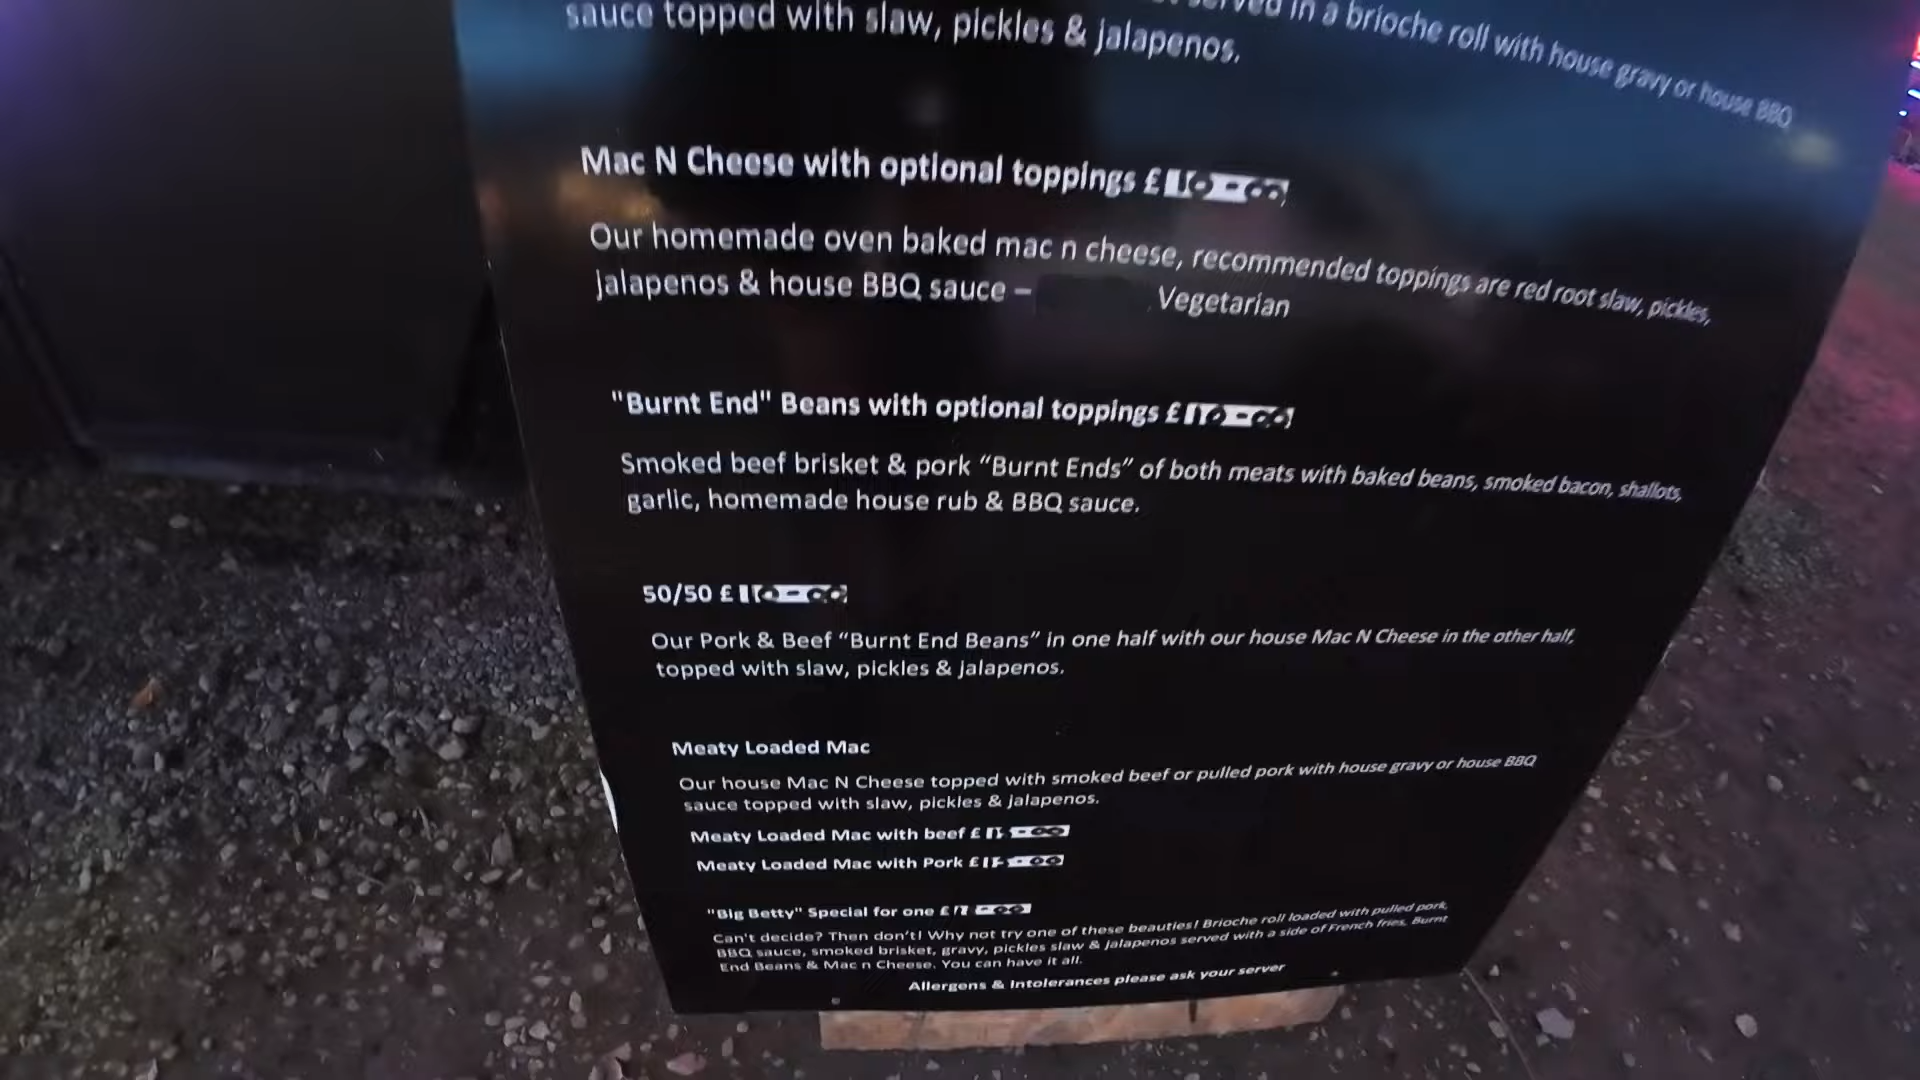 served in a brioche roll with house gravy or house BBQ
sauce topped with slaw, pickles & jalapenos.
Mac N Cheese with optional toppings £10-00
Our homemade oven baked mac n cheese, recommended toppings are red root slaw, pickles,
jalapenos & house BBQ sauce – Vegetarian
"Burnt End" Beans with optional toppings £10-00
Smoked beef brisket & pork “Burnt Ends” of both meats with baked beans, smoked bacon, shallots,
garlic, homemade house rub & BBQ sauce.
50/50 £10-00
Our Pork & Beef “Burnt End Beans” in one half with our house Mac N Cheese in the other half,
topped with slaw, pickles & jalapenos.
Meaty Loaded Mac
Our house Mac N Cheese topped with smoked beef or pulled pork with house gravy or house BBQ
sauce topped with slaw, pickles & jalapenos.
Meaty Loaded Mac with beef £
Meaty Loaded Mac with Pork £
"Big Betty" Special for one £
Can't decide? Then don't! Why not try one of these beauties! Brioche roll loaded with pulled pork,
BBQ sauce, smoked brisket, gravy, pickles slaw & jalapenos served with a side of French fries, Burnt
End Beans & Mac n Cheese. You can have it all.
Allergens & Intolerances please ask your server